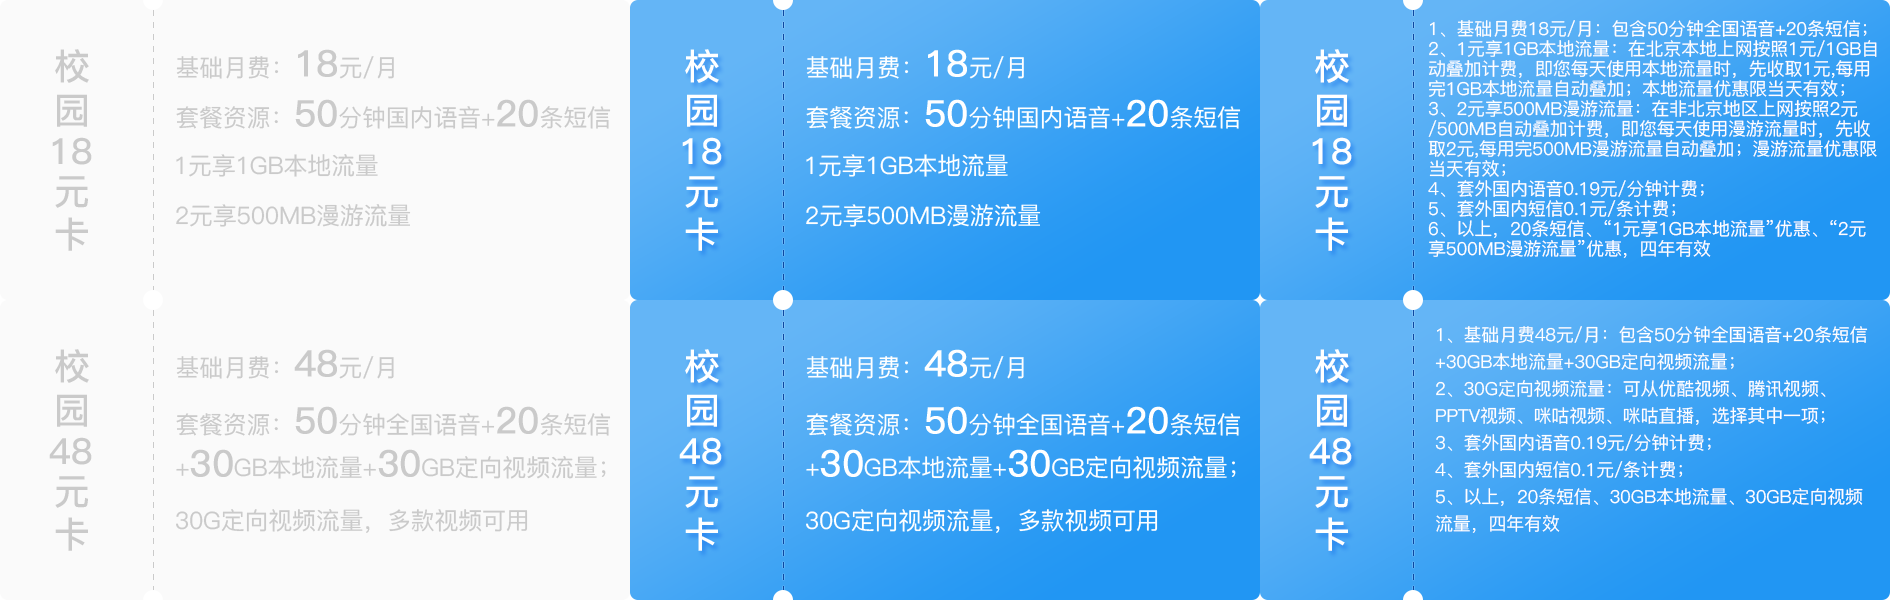 校园18元卡
基础月费：18元/月
套餐资源：50分钟国内语音+20条短信
1元享1GB本地流量
2元享500MB漫游流量
校园18元卡
基础月费：18元/月
套餐资源：50分钟国内语音+20条短信
1元享1GB本地流量
2元享500MB漫游流量
校园18元卡
1、基础月费18元/月：包含50分钟全国语音+20条短信；
2、1元享1GB本地流量：在北京本地上网按照1元/1GB自
动叠加计费，即您每天使用本地流量时，先收取1元,每用
完1GB本地流量自动叠加；本地流量优惠限当天有效；
3、2元享500MB漫游流量：在非北京地区上网按照2元
/500MB自动叠加计费，即您每天使用漫游流量时，先收
取2元,每用完500MB漫游流量自动叠加；漫游流量优惠限
当天有效；
4、套外国内语音0.19元/分钟计费；
5、套外国内短信0.1元/条计费；
6、以上，20条短信、“1元享1GB本地流量”优惠、“2元
享500MB漫游流量”优惠，四年有效
校园48元卡
基础月费：48元/月
套餐资源：50分钟全国语音+20条短信
+30GB本地流量+30GB定向视频流量；
30G定向视频流量，多款视频可用
校园48元卡
基础月费：48元/月
套餐资源：50分钟全国语音+20条短信
+30GB本地流量+30GB定向视频流量；
30G定向视频流量，多款视频可用
校园48元卡
1、基础月费48元/月：包含50分钟全国语音+20条短信
+30GB本地流量+30GB定向视频流量；
2、30G定向视频流量：可从优酷视频、腾讯视频、
PPTV视频、咪咕视频、咪咕直播，选择其中一项；
3、套外国内语音0.19元/分钟计费；
4、套外国内短信0.1元/条计费；
5、以上，20条短信、30GB本地流量、30GB定向视频
流量，四年有效